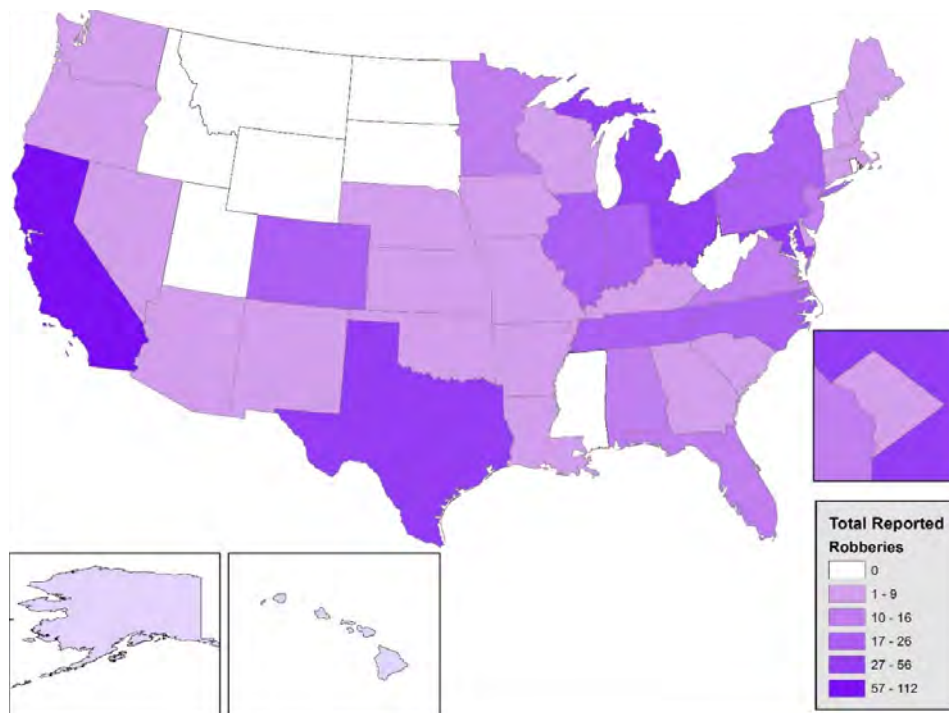 Total Reported
Robberies
0
1 - 9
10 - 16
17 - 26
27 - 56
57 - 112